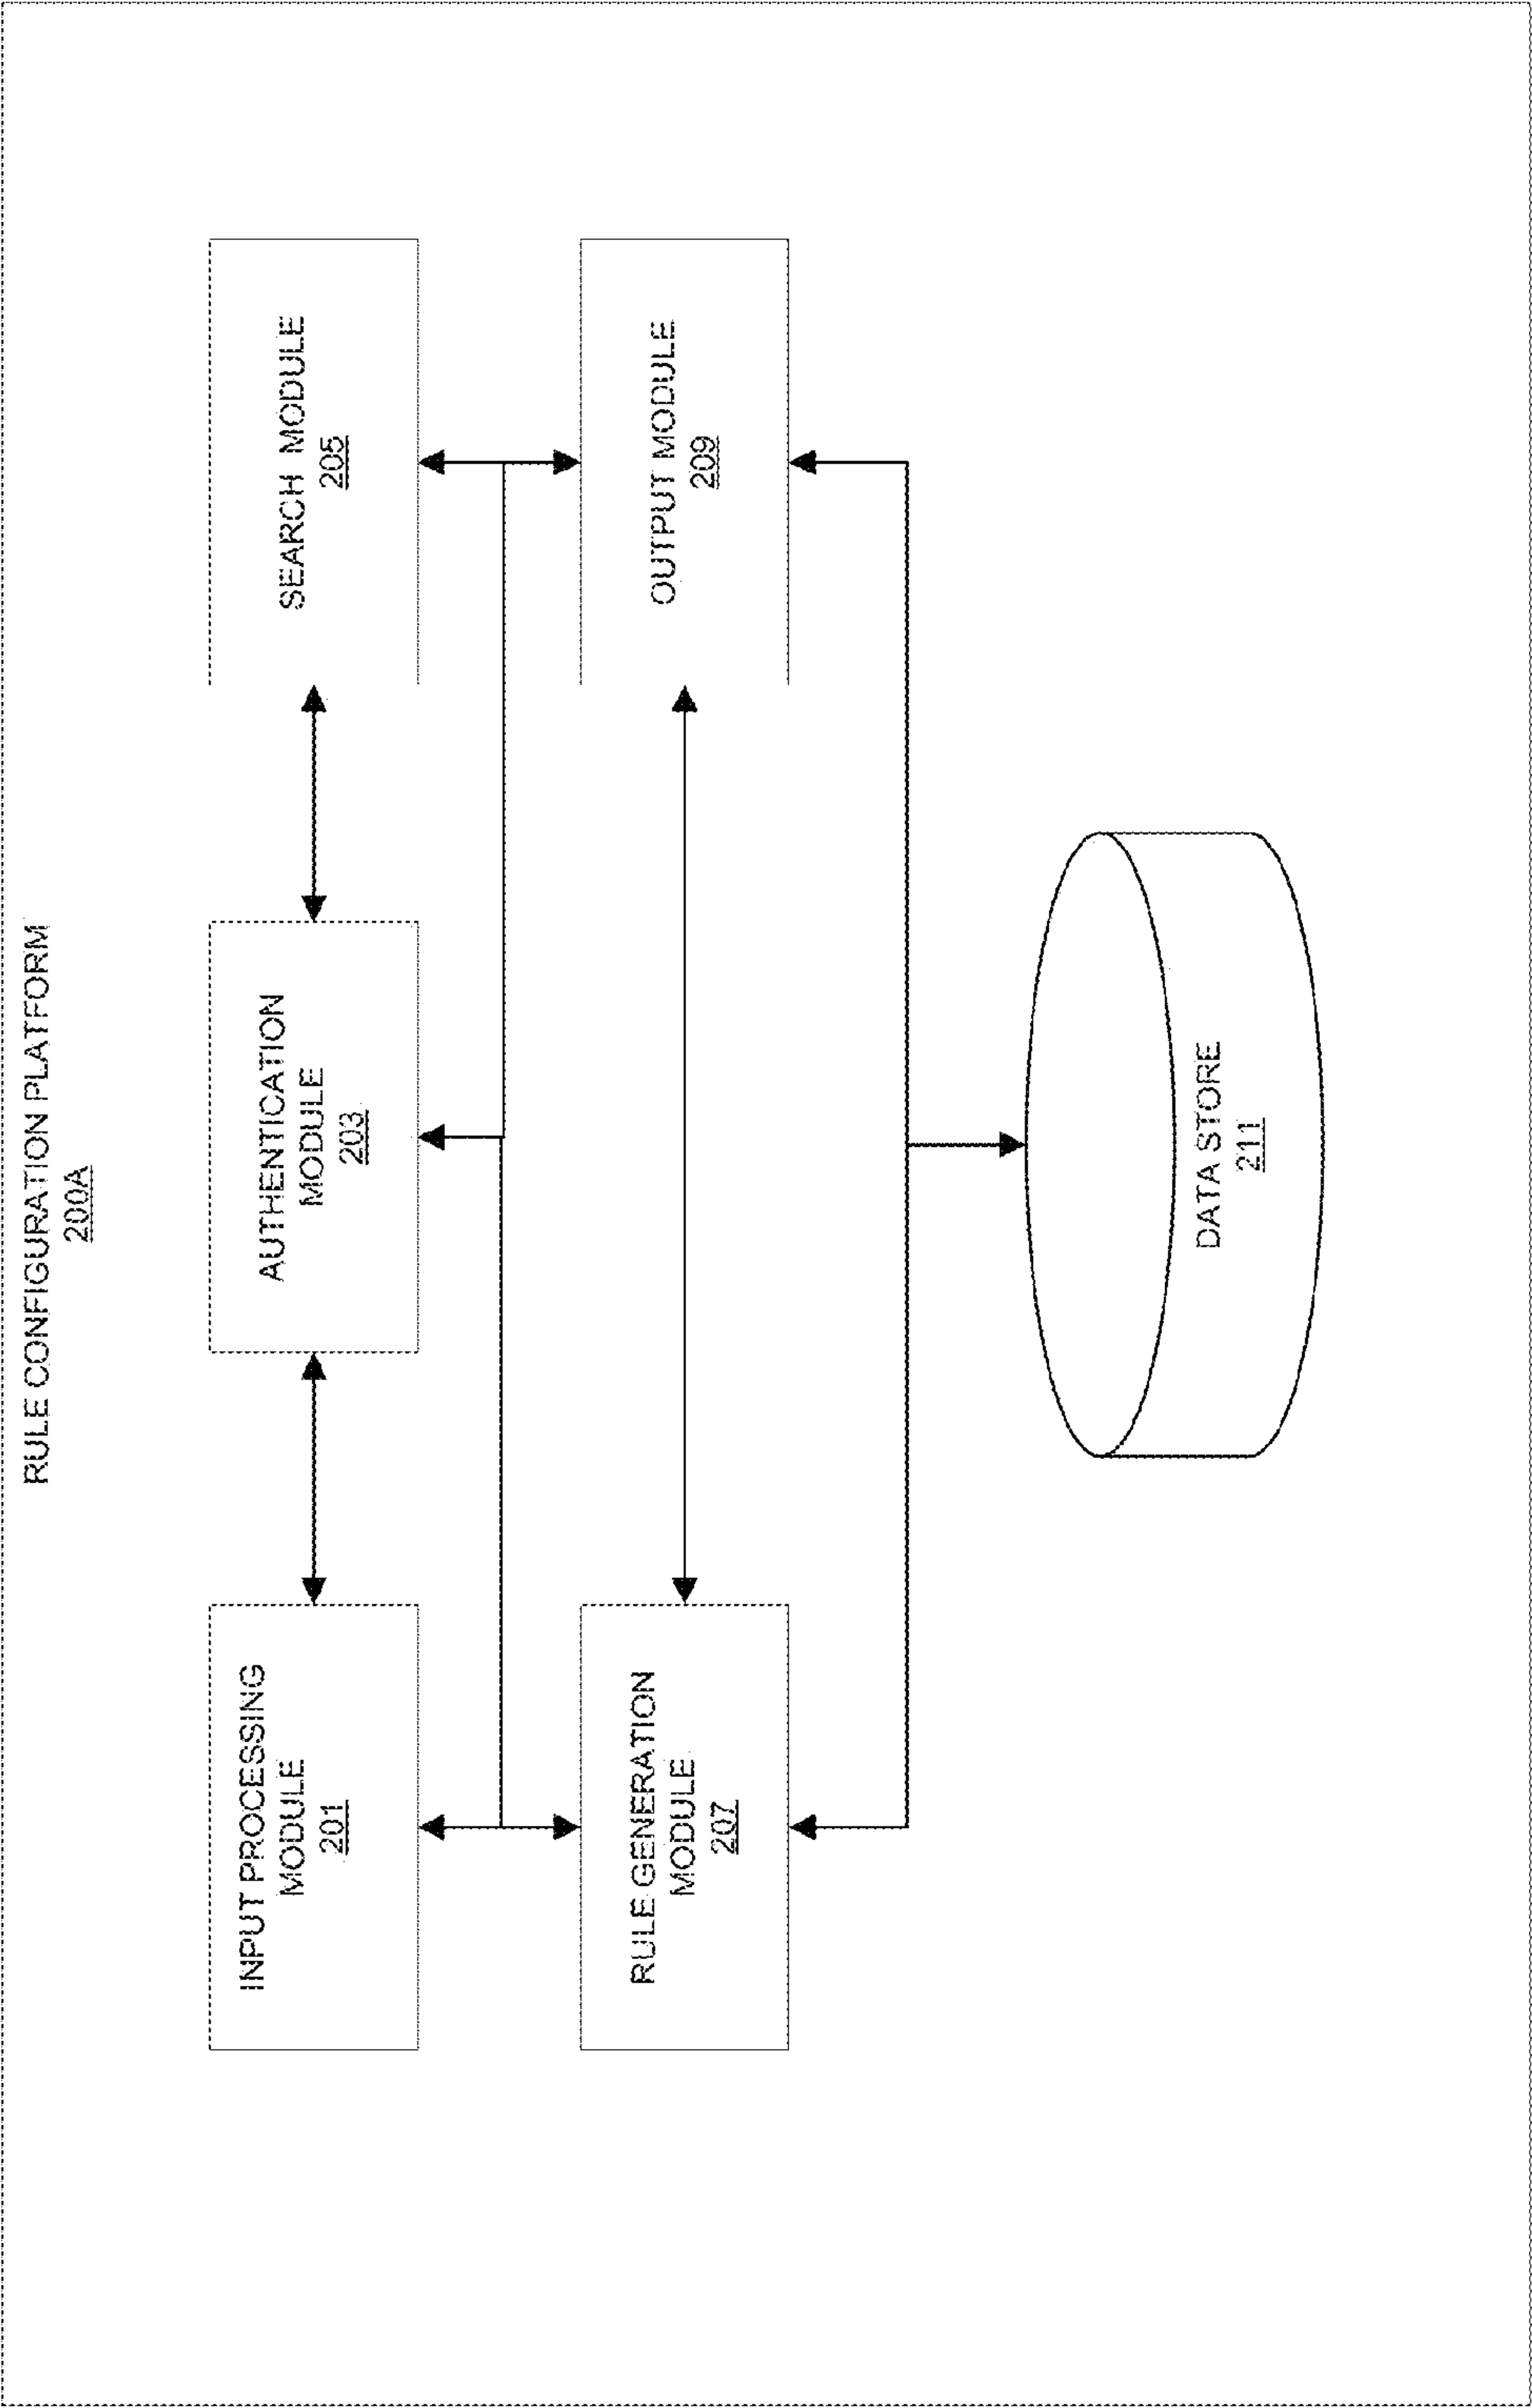 RULE CONFIGURATION PLATFORM
200A
INPUT PROCESSING
MODULE
201
AUTHENTICATION
MODULE
203
SEARCH MODULE
205
RULE GENERATION
MODULE
207
OUTPUT MODULE
209
DATA STORE
211